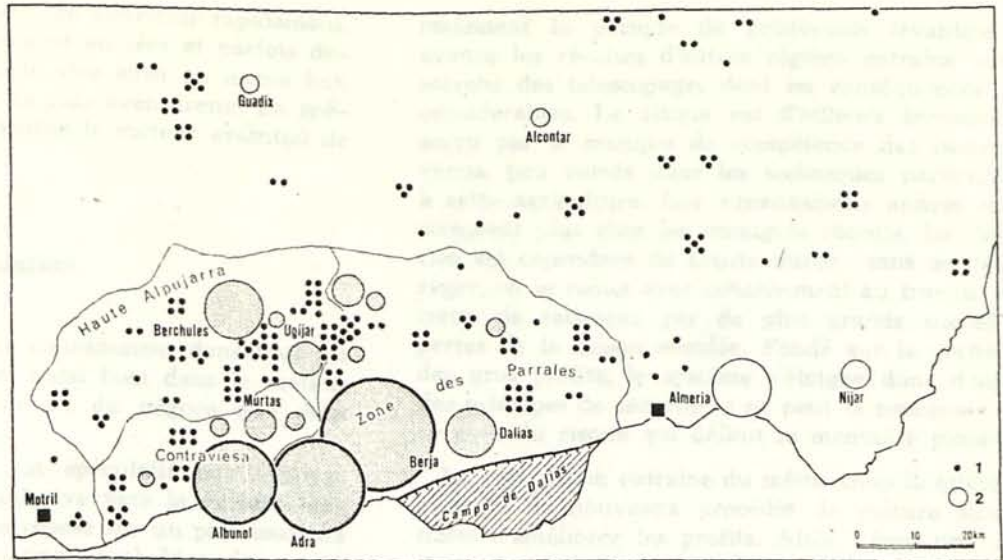 Guadix
Alcontar
Haute Alpujarra
Berchules
Ugijar
Murtas
Zone des Parrales
Contraviesa
Berja
Dalias
Almeria
Nijar
Campo de Dalias
Motril
Albunol
Adra
1
2
0 10 20km